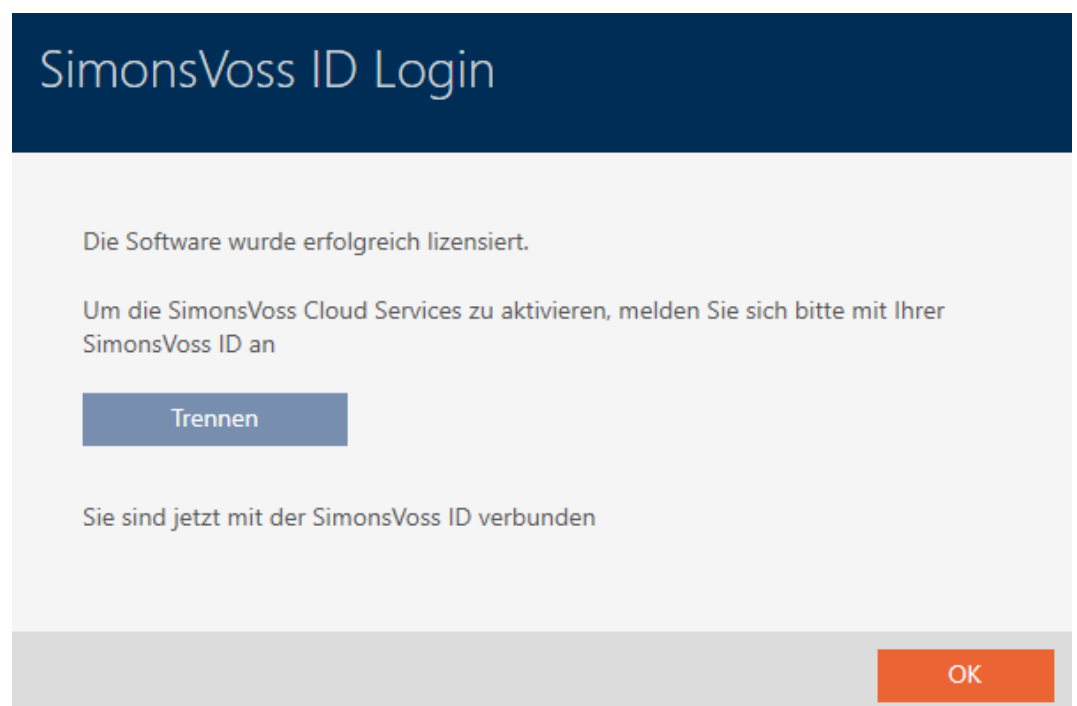 SimonsVoss ID Login
Die Software wurde erfolgreich lizensiert.
Um die SimonsVoss Cloud Services zu aktivieren, melden Sie sich bitte mit Ihrer
SimonsVoss ID an
Trennen
Sie sind jetzt mit der SimonsVoss ID verbunden
OK